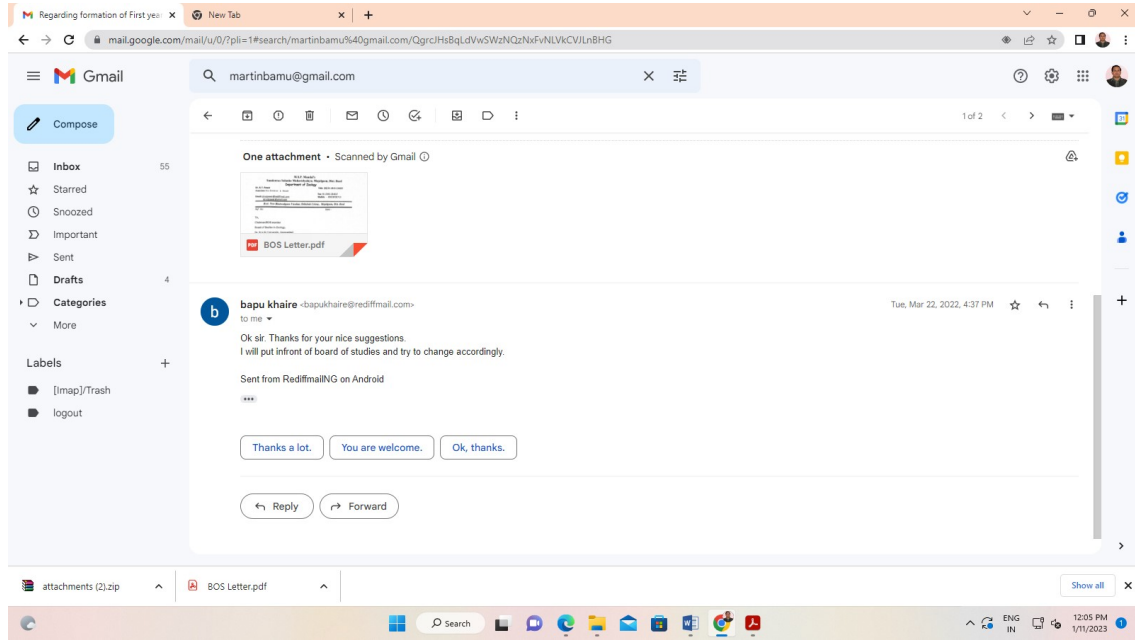 Regarding formation of First yea
New Tab
mail.google.com/mail/u/0/?pli=1#search/martinbamu%40gmail.com/QgrcJHsBqLdVwSWzNQzNxFvNLVkCVJLnBHG
Gmail
martinbamu@gmail.com
Compose
1 of 2
Inbox 55
Starred
Snoozed
Important
Sent
Drafts 4
Categories
More
Labels
[Imap]/Trash
logout
One attachment • Scanned by Gmail
Department of Zoology
PDF BOS Letter.pdf
b
bapu khaire <bapukhaire@rediffmail.com>
Tue, Mar 22, 2022, 4:37 PM
to me
Ok sir. Thanks for your nice suggestions.
I will put infront of board of studies and try to change accordingly.
Sent from RediffmailNG on Android
Thanks a lot.
You are welcome.
Ok, thanks.
Reply
Forward
attachments (2).zip
BOS Letter.pdf
Show all
Search
ENG
IN
12:05 PM
1/11/2023
1